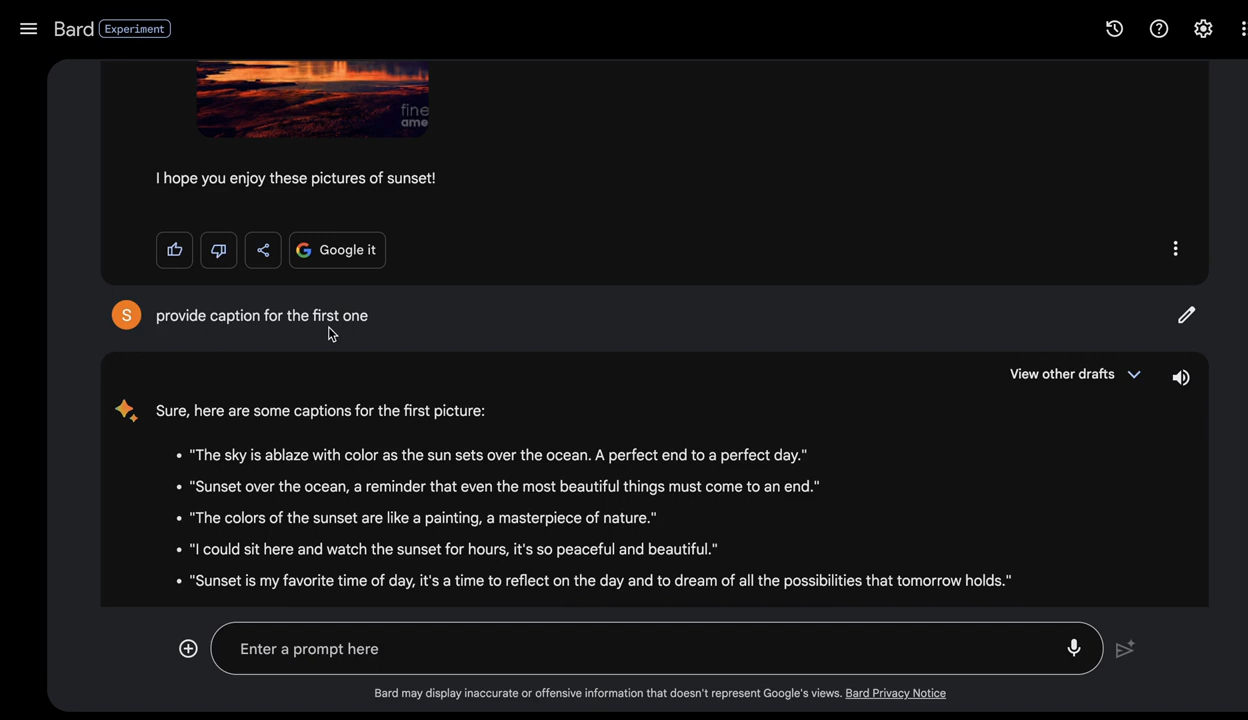 Bard Experiment
fine
ame
I hope you enjoy these pictures of sunset!
Google it
S provide caption for the first one
View other drafts
Sure, here are some captions for the first picture:
• "The sky is ablaze with color as the sun sets over the ocean. A perfect end to a perfect day."
• "Sunset over the ocean, a reminder that even the most beautiful things must come to an end."
• "The colors of the sunset are like a painting, a masterpiece of nature."
• "I could sit here and watch the sunset for hours, it's so peaceful and beautiful."
• "Sunset is my favorite time of day, it's a time to reflect on the day and to dream of all the possibilities that tomorrow holds."
Enter a prompt here
Bard may display inaccurate or offensive information that doesn't represent Google's views. Bard Privacy Notice